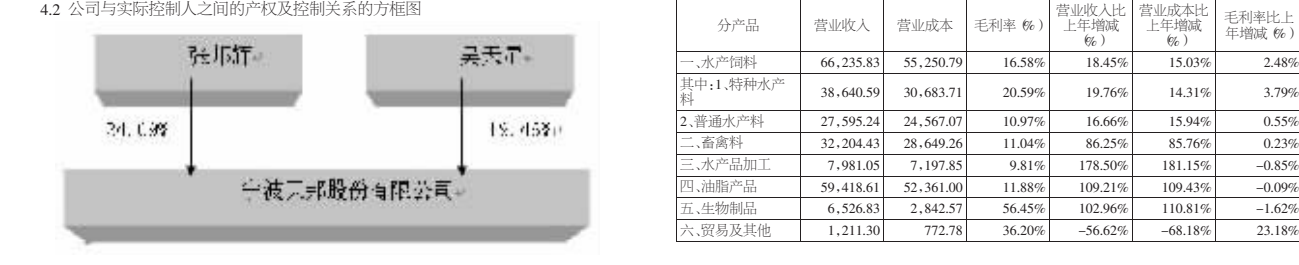 4.2 公司与实际控制人之间的产权及控制关系的方框图
宁波天邦股份有限公司
分产品 营业收入 营业成本 毛利率(%) 营业收入比上年增减(%) 营业成本比上年增减(%) 毛利率比上年增减(%)
一、水产饲料 66,235.83 55,250.79 16.58% 18.45% 15.03% 2.48%
其中:1、特种水产料 38,640.59 30,683.71 20.59% 19.76% 14.31% 3.79%
2、普通水产料 27,595.24 24,567.07 10.97% 16.66% 15.94% 0.55%
二、畜禽料 32,204.43 28,649.26 11.04% 86.25% 85.76% 0.23%
三、水产品加工 7,981.05 7,197.85 9.81% 178.50% 181.15% -0.85%
四、油脂产品 59,418.61 52,361.00 11.88% 109.21% 109.43% -0.09%
五、生物制品 6,526.83 2,842.57 56.45% 102.96% 110.81% -1.62%
六、贸易及其他 1,211.30 772.78 36.20% -56.62% -68.18% 23.18%